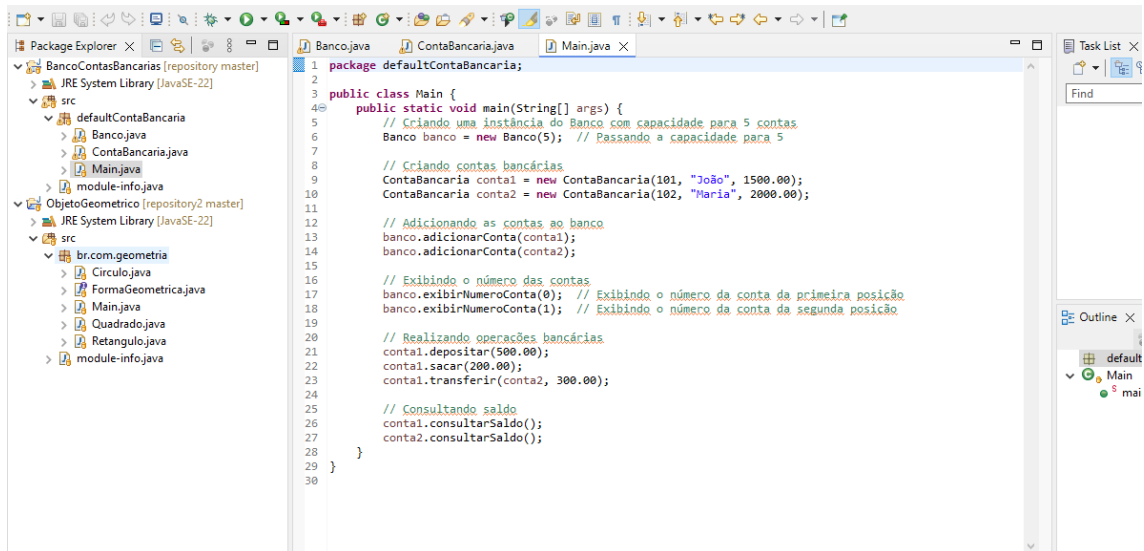 Package Explorer
BancoContasBancarias [repository master]
JRE System Library [JavaSE-22]
src
defaultContaBancaria
Banco.java
ContaBancaria.java
Main.java
module-info.java
ObjetoGeometrico [repository2 master]
JRE System Library [JavaSE-22]
src
br.com.geometria
Circulo.java
FormaGeometrica.java
Main.java
Quadrado.java
Retangulo.java
module-info.java
Banco.java ContaBancaria.java Main.java
1 package defaultContaBancaria;
2
3 public class Main {
4 public static void main(String[] args) {
5 // Criando uma instância do Banco com capacidade para 5 contas
6 Banco banco = new Banco(5); // Passando a capacidade para 5
7
8 // Criando contas bancárias
9 ContaBancaria conta1 = new ContaBancaria(101, "João", 1500.00);
10 ContaBancaria conta2 = new ContaBancaria(102, "Maria", 2000.00);
11
12 // Adicionando as contas ao banco
13 banco.adicionarConta(conta1);
14 banco.adicionarConta(conta2);
15
16 // Exibindo o número das contas
17 banco.exibirNumeroConta(0); // Exibindo o número da conta da primeira posição
18 banco.exibirNumeroConta(1); // Exibindo o número da conta da segunda posição
19
20 // Realizando operações bancárias
21 conta1.depositar(500.00);
22 conta1.sacar(200.00);
23 conta1.transferir(conta2, 300.00);
24
25 // Consultando saldo
26 conta1.consultarSaldo();
27 conta2.consultarSaldo();
28 }
29 }
30
Task List
Find
Outline
default
Main
S mai